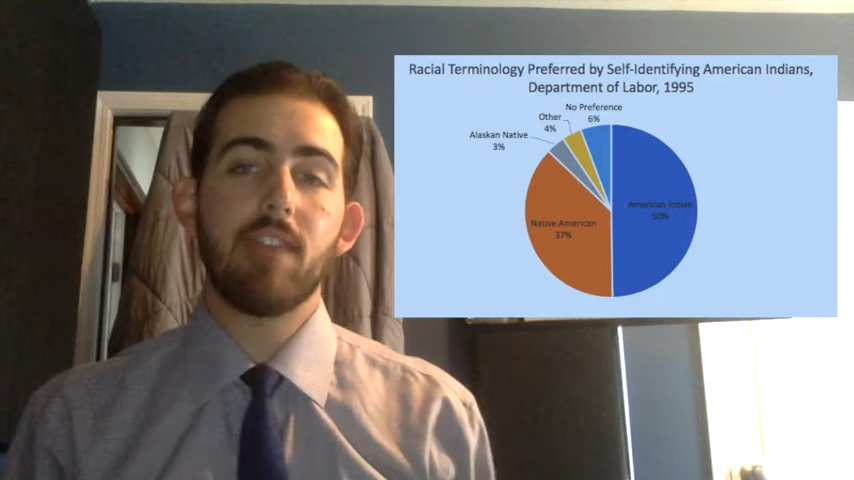 Racial Terminology Preferred by Self-Identifying American Indians,
Department of Labor, 1995
No Preference
6%
Other
4%
Alaskan Native
3%
American Indian
50%
Native American
37%